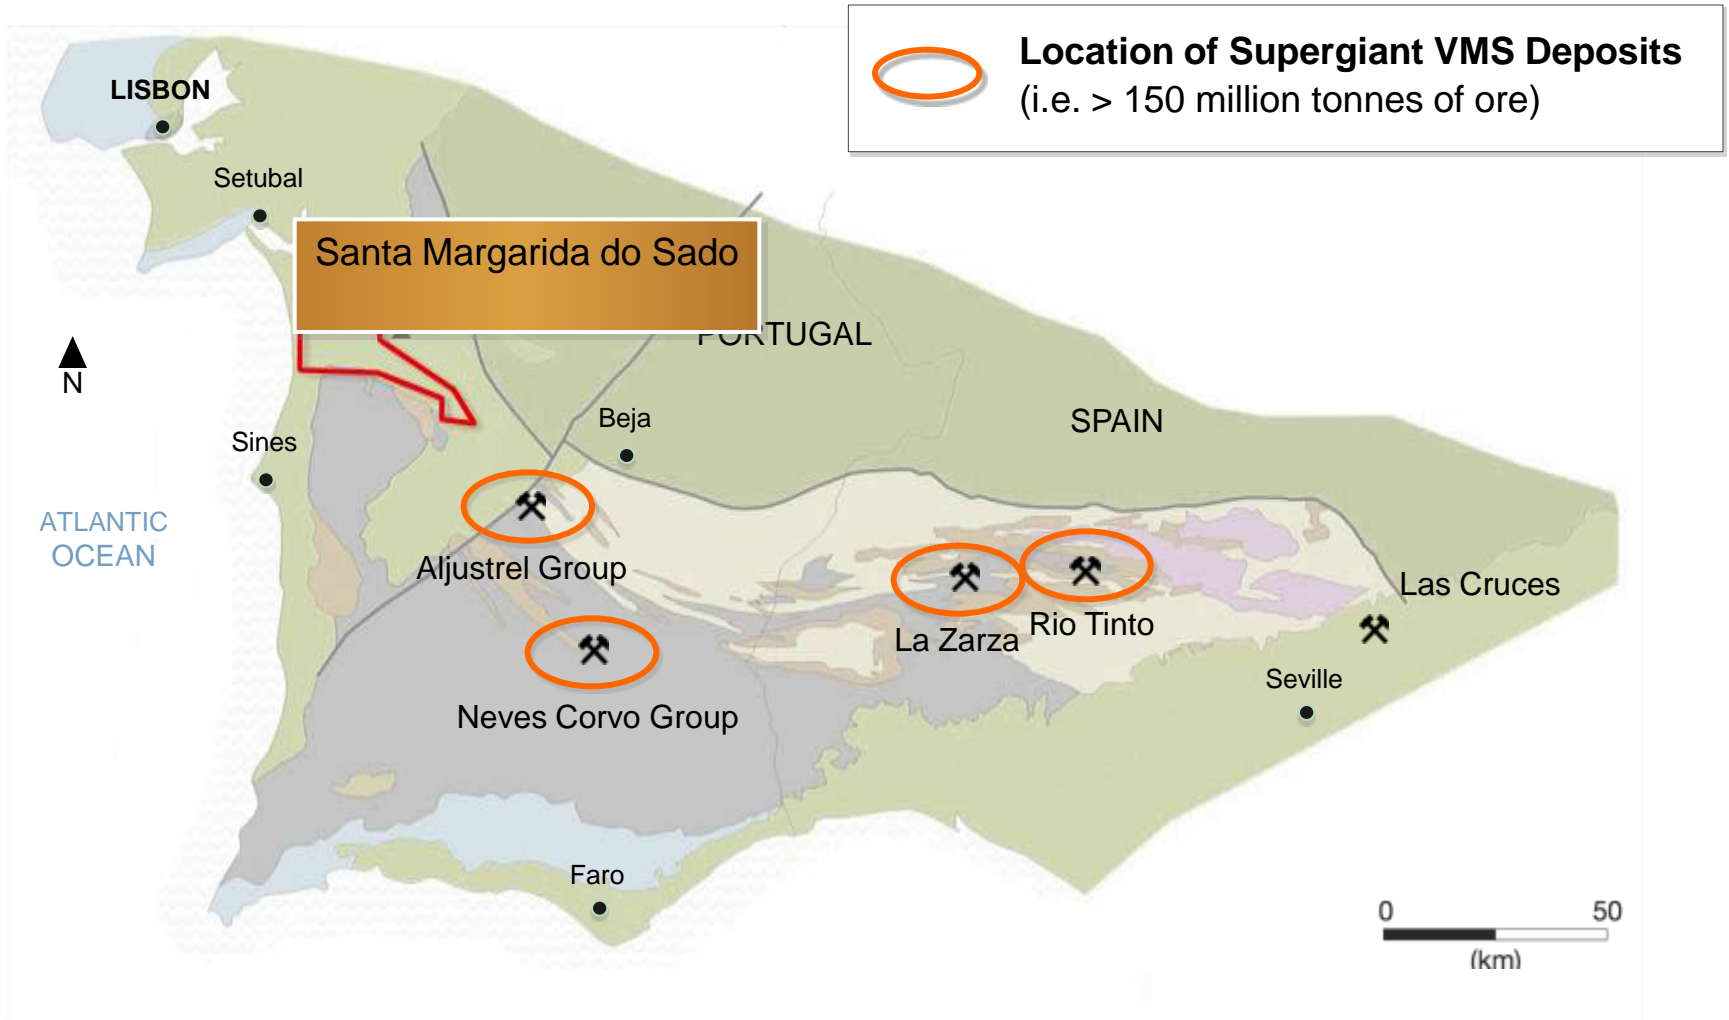 Location of Supergiant VMS Deposits
(i.e. > 150 million tonnes of ore)
LISBON
Setubal
Santa Margarida do Sado
PORTUGAL
N
Beja
SPAIN
Sines
ATLANTIC
OCEAN
Aljustrel Group
Las Cruces
La Zarza
Rio Tinto
Neves Corvo Group
Seville
Faro
0 50
(km)